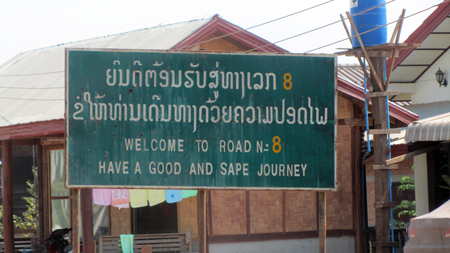 ຍິນດີຕ້ອນຮັບສູ່ທາງເລກ 8
ຂໍໃຫ້ທ່ານເດີນທາງດ້ວຍຄວາມປອດໄພ
WELCOME TO ROAD Nº 8
HAVE A GOOD AND SAPE JOURNEY